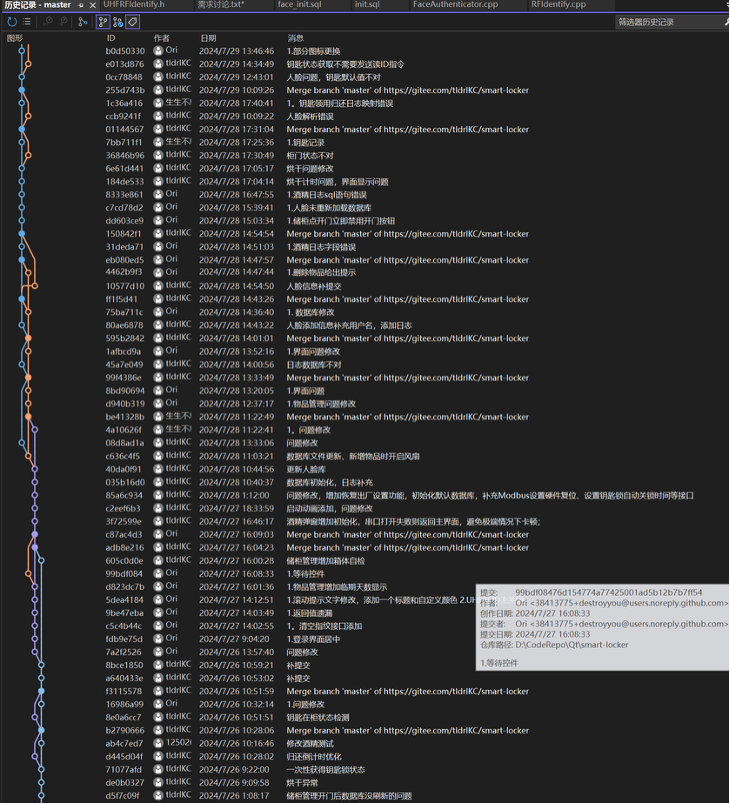 历史记录 - master
UHFRFIdentify.h
需求讨论.txt*
face_init.sql
init.sql
FaceAuthenticator.cpp
RFIdentify.cpp
筛选器历史记录
图形 ID 作者 日期 消息
b0d50330 Ori 2024/7/29 13:46:46 1.部分图标更换
e013d876 tldrIKC 2024/7/29 14:34:49 钥匙状态获取不需要发送读ID指令
0cc78848 tldrIKC 2024/7/29 12:43:01 人脸问题，钥匙默认值不对
255d743b tldrIKC 2024/7/29 10:09:26 Merge branch 'master' of https://gitee.com/tldrIKC/smart-locker
1c36a416 生生不 2024/7/28 17:40:41 1，钥匙领用归还日志映射错误
ccb9241f tldrIKC 2024/7/29 10:09:22 人脸解析错误
01144567 tldrIKC 2024/7/28 17:31:04 Merge branch 'master' of https://gitee.com/tldrIKC/smart-locker
7bb711f1 生生不 2024/7/28 17:25:36 1.钥匙记录
36846b96 tldrIKC 2024/7/28 17:30:49 柜门状态不对
6e61d441 tldrIKC 2024/7/28 17:05:17 烘干问题修改
184de533 tldrIKC 2024/7/28 17:04:14 烘干计时问题，界面显示问题
8333e861 Ori 2024/7/28 16:47:55 1.酒精日志sql语句错误
c7cd78d2 Ori 2024/7/28 15:39:41 1.人脸未重新加载数据库
dd603ce9 Ori 2024/7/28 15:03:34 1.储柜点开门立即禁用开门按钮
150842f1 tldrIKC 2024/7/28 14:54:54 Merge branch 'master' of https://gitee.com/tldrIKC/smart-locker
31deda71 Ori 2024/7/28 14:51:03 1.酒精日志字段错误
eb080ed5 tldrIKC 2024/7/28 14:47:57 Merge branch 'master' of https://gitee.com/tldrIKC/smart-locker
4462b9f3 Ori 2024/7/28 14:47:44 1.删除物品给出提示
10577d10 tldrIKC 2024/7/28 14:54:50 人脸信息补提交
ff1f5d41 tldrIKC 2024/7/28 14:43:26 Merge branch 'master' of https://gitee.com/tldrIKC/smart-locker
75ba711c Ori 2024/7/28 14:36:40 1. 数据库修改
80ae6878 tldrIKC 2024/7/28 14:43:22 人脸添加信息补充用户名，添加日志
595b2842 tldrIKC 2024/7/28 14:01:01 Merge branch 'master' of https://gitee.com/tldrIKC/smart-locker
1afbcd9a Ori 2024/7/28 13:52:16 1.界面问题修改
45a7e049 tldrIKC 2024/7/28 14:00:56 日志数据库不对
99f4386e tldrIKC 2024/7/28 13:33:49 Merge branch 'master' of https://gitee.com/tldrIKC/smart-locker
8bd90694 Ori 2024/7/28 13:20:05 1.界面问题
d940b319 Ori 2024/7/28 12:37:17 1.物品管理问题修改
be41328b 生生不 2024/7/28 11:22:49 Merge branch 'master' of https://gitee.com/tldrIKC/smart-locker
4a10626f 生生不 2024/7/28 11:22:41 1，问题修改
08d8ad1a tldrIKC 2024/7/28 13:33:06 问题修改
c636c4f5 Ori 2024/7/28 11:03:21 数据库文件更新、新增物品时开启风扇
40da0f91 tldrIKC 2024/7/28 10:44:56 更新人脸库
035b16d0 tldrIKC 2024/7/28 10:40:37 数据库初始化，日志补充
85a6c934 tldrIKC 2024/7/28 1:12:00 问题修改，增加恢复出厂设置功能，初始化默认数据库，补充Modbus设置硬件复位、设置钥匙锁自动关锁时间等接口
c2eef6b3 tldrIKC 2024/7/27 18:33:59 启动动画添加，问题修改
3f72599e tldrIKC 2024/7/27 16:46:17 酒精弹窗增加初始化，串口打开失败则返回主界面，避免极端情况下卡顿;
c87ac4d3 Ori 2024/7/27 16:09:03 Merge branch 'master' of https://gitee.com/tldrIKC/smart-locker
adb8e216 tldrIKC 2024/7/27 16:04:23 Merge branch 'master' of https://gitee.com/tldrIKC/smart-locker
605c0d0e tldrIKC 2024/7/27 16:00:28 储柜管理增加箱体自检
99bdf084 Ori 2024/7/27 16:08:33 1.等待控件
d823dc7b Ori 2024/7/27 16:01:36 1.物品管理增加临期天数显示
5dea4184 Ori 2024/7/27 14:12:51 1.滚动提示文字修改，添加一个标题和自定义颜色 2.UH
9be47eba Ori 2024/7/27 14:03:49 1.返回值遗漏
c5c4b44c Ori 2024/7/27 14:02:55 1，清空指纹接口添加
fdb9e75d Ori 2024/7/27 9:04:20 1.登录界面居中
7a2f2526 Ori 2024/7/26 13:57:40 问题修改
8bce1850 tldrIKC 2024/7/26 10:59:21 补提交
a640433e tldrIKC 2024/7/26 10:53:02 补提交
f3115578 tldrIKC 2024/7/26 10:51:59 Merge branch 'master' of https://gitee.com/tldrIKC/smart-locker
16986a99 Ori 2024/7/26 10:32:14 1.问题修改
8e0a6cc7 tldrIKC 2024/7/26 10:51:51 钥匙在柜状态检测
b2790666 tldrIKC 2024/7/26 10:28:06 Merge branch 'master' of https://gitee.com/tldrIKC/smart-locker
ab4c7ed7 12502 2024/7/26 10:16:46 修改酒精测试
d445d04f tldrIKC 2024/7/26 10:28:02 归还倒计时优化
71077afd tldrIKC 2024/7/26 9:22:00 一次性获得钥匙锁状态
de0b0327 tldrIKC 2024/7/26 9:09:58 烘干异常
d5f7c09f tldrIKC 2024/7/26 1:08:17 储柜管理开门后数据库没刷新的问题
提交: 99bdf08476d154774a77425001ad5b12b7b7ff54
作者: Ori <38413775+destroyyou@users.noreply.github.com>
创作日期: 2024/7/27 16:08:33
提交者: Ori <38413775+destroyyou@users.noreply.github.com>
提交日期: 2024/7/27 16:08:33
仓库路径: D:\CodeRepo\Qt\smart-locker
1.等待控件